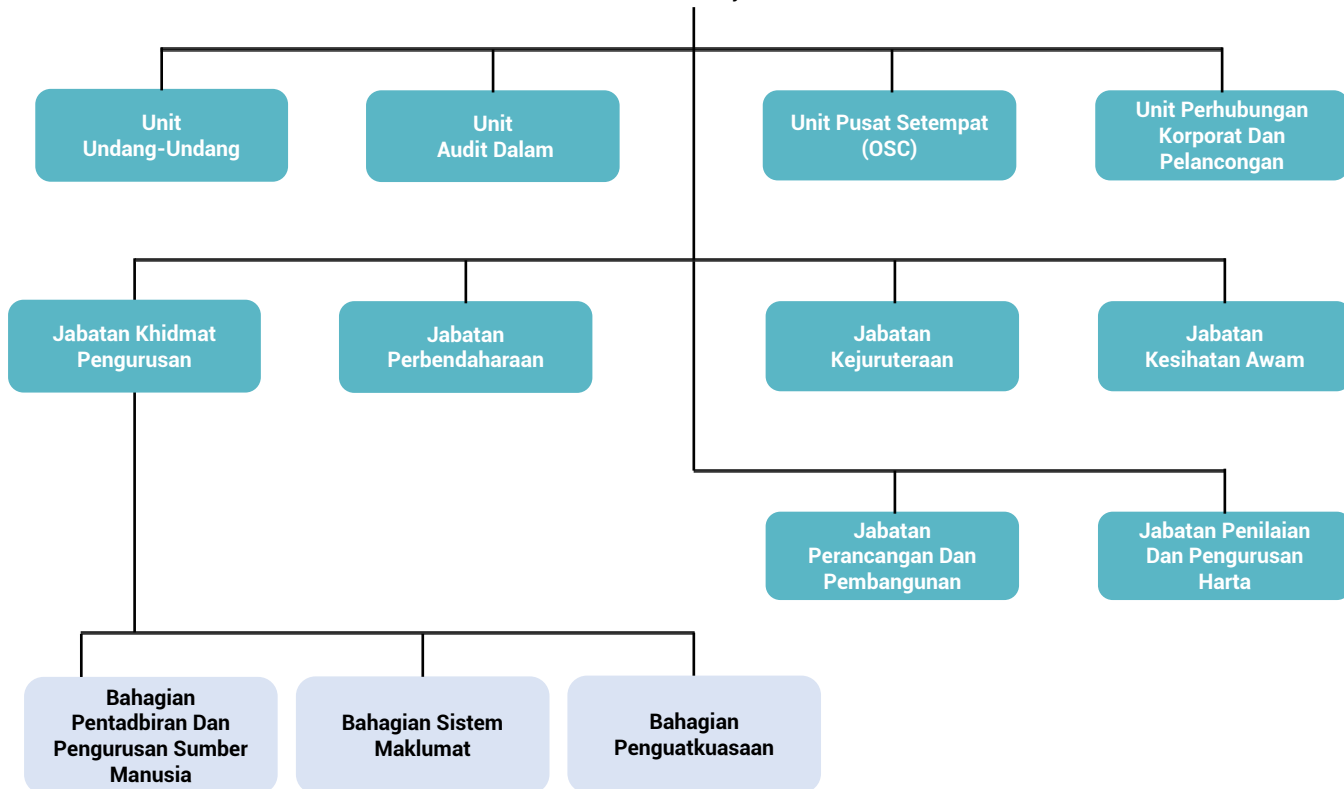 Unit
Undang-Undang
Unit
Audit Dalam
Unit Pusat Setempat
(OSC)
Unit Perhubungan
Korporat Dan
Pelancongan
Jabatan Khidmat
Pengurusan
Jabatan
Perbendaharaan
Jabatan
Kejuruteraan
Jabatan
Kesihatan Awam
Jabatan
Perancangan Dan
Pembangunan
Jabatan Penilaian
Dan Pengurusan
Harta
Bahagian
Pentadbiran Dan
Pengurusan Sumber
Manusia
Bahagian Sistem
Maklumat
Bahagian
Penguatkuasaan